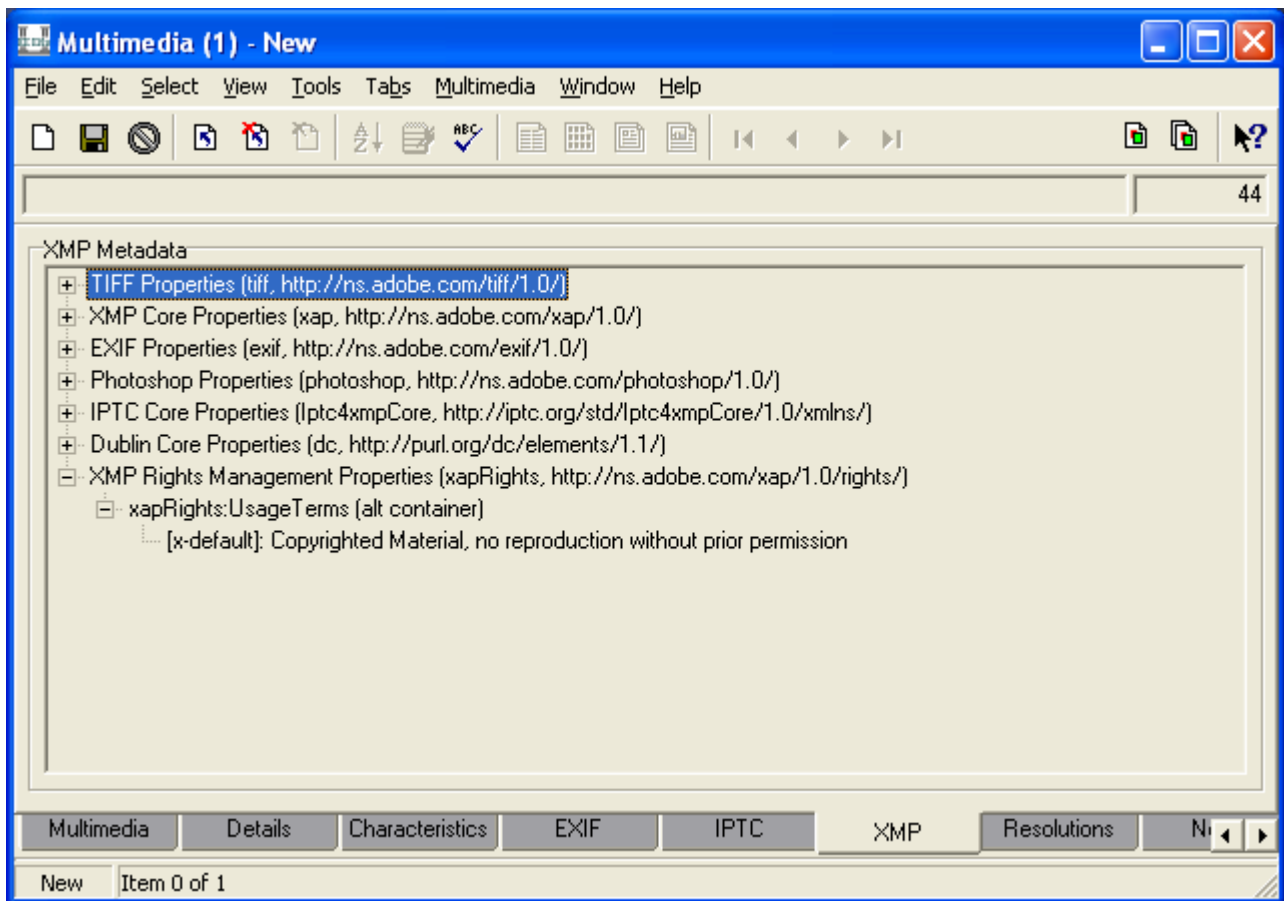 Multimedia (1) - New
File Edit Select View Tools Tabs Multimedia Window Help
A Z ABC ?
44
XMP Metadata
TIFF Properties (tiff, http://ns.adobe.com/tiff/1.0/)
XMP Core Properties (xap, http://ns.adobe.com/xap/1.0/)
EXIF Properties (exif, http://ns.adobe.com/exif/1.0/)
Photoshop Properties (photoshop, http://ns.adobe.com/photoshop/1.0/)
IPTC Core Properties (Iptc4xmpCore, http://iptc.org/std/Iptc4xmpCore/1.0/xmlns/)
Dublin Core Properties (dc, http://purl.org/dc/elements/1.1/)
XMP Rights Management Properties (xapRights, http://ns.adobe.com/xap/1.0/rights/)
xapRights:UsageTerms (alt container)
[x-default]: Copyrighted Material, no reproduction without prior permission
Multimedia Details Characteristics EXIF IPTC XMP Resolutions
New Item 0 of 1